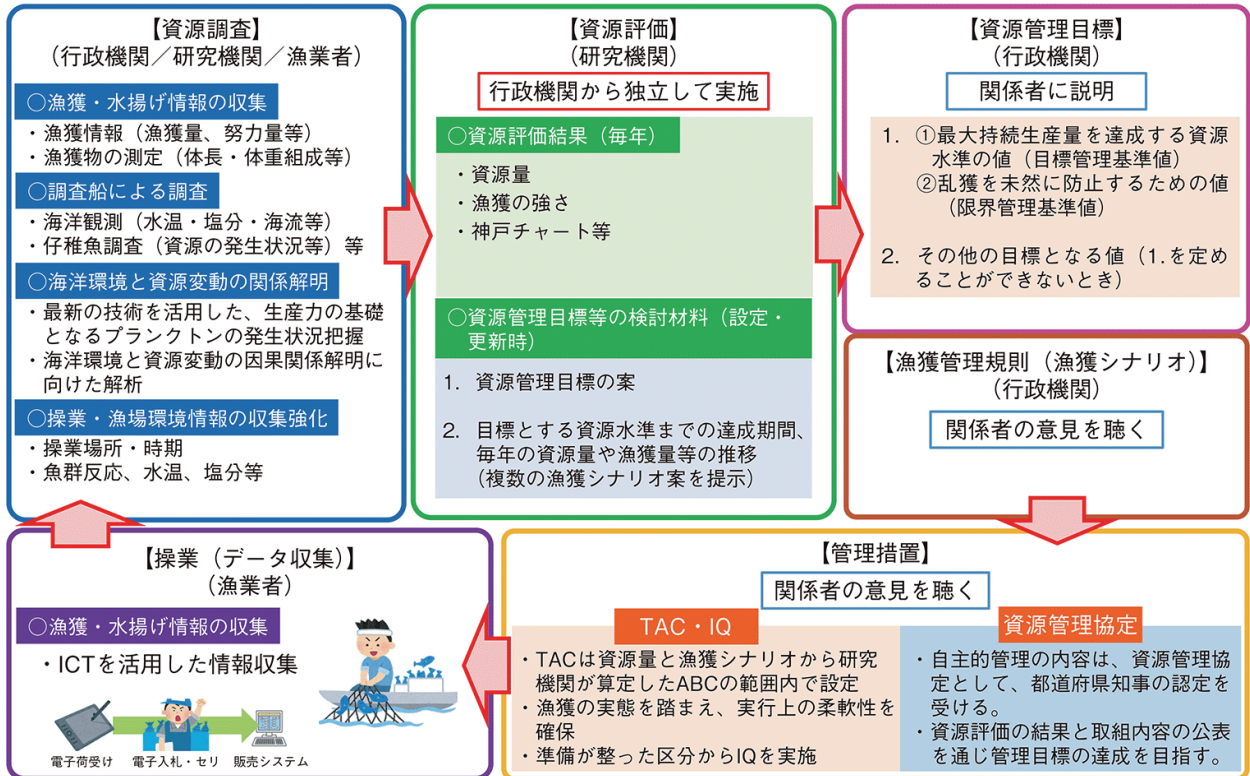 【資源調査】
(行政機関／研究機関／漁業者)
○漁獲・水揚げ情報の収集
・漁獲情報（漁獲量、努力量等）
・漁獲物の測定（体長・体重組成等）
○調査船による調査
・海洋観測（水温・塩分・海流等）
・仔稚魚調査（資源の発生状況等）等
○海洋環境と資源変動の関係解明
・最新の技術を活用した、生産力の基礎
となるプランクトンの発生状況把握
・海洋環境と資源変動の因果関係解明に
向けた解析
○操業・漁場環境情報の収集強化
・操業場所・時期
・魚群反応、水温、塩分等
【資源評価】
(研究機関)
行政機関から独立して実施
○資源評価結果（毎年）
・資源量
・漁獲の強さ
・神戸チャート等
○資源管理目標等の検討材料（設定・
更新時）
1. 資源管理目標の案
2. 目標とする資源水準までの達成期間、
毎年の資源量や漁獲量等の推移
（複数の漁獲シナリオ案を提示）
【資源管理目標】
(行政機関)
関係者に説明
1. ①最大持続生産量を達成する資源
水準の値（目標管理基準値）
②乱獲を未然に防止するための値
（限界管理基準値）
2. その他の目標となる値（1.を定め
ることができないとき）
【漁獲管理規則（漁獲シナリオ）】
(行政機関)
関係者の意見を聴く
【管理措置】
関係者の意見を聴く
TAC・IQ
・TACは資源量と漁獲シナリオから研究
機関が算定したABCの範囲内で設定
・漁獲の実態を踏まえ、実行上の柔軟性を
確保
・準備が整った区分からIQを実施
資源管理協定
・自主的管理の内容は、資源管理協
定として、都道府県知事の認定を
受ける。
・資源評価の結果と取組内容の公表
を通じ管理目標の達成を目指す。
【操業（データ収集）】
(漁業者)
○漁獲・水揚げ情報の収集
・ICTを活用した情報収集
電子荷受け
電子入札・セリ
販売システム